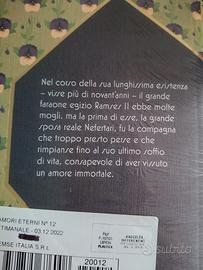 Nel corso della sua lunghissima esistenza
– visse più di novant'anni – il grande
faraone egizio Ramses II ebbe molte
mogli, ma la prima di esse, la grande
sposa reale Nefertari, fu la compagna
che troppo presto perse e che
rimpianse fino al suo ultimo soffio
di vita, consapevole di aver vissuto
un amore immortale.
AMORI ETERNI N° 12
TIMANALE - 03.12.2022
EMSE ITALIA S.R.L.
RACCOLTA
20012
subito